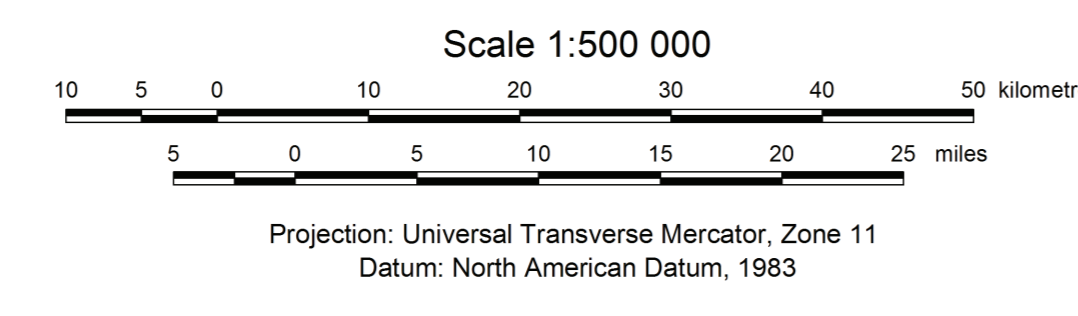 Scale 1:500 000
10 5 0 10 20 30 40 50 kilometr
5 0 5 10 15 20 25 miles
Projection: Universal Transverse Mercator, Zone 11
Datum: North American Datum, 1983